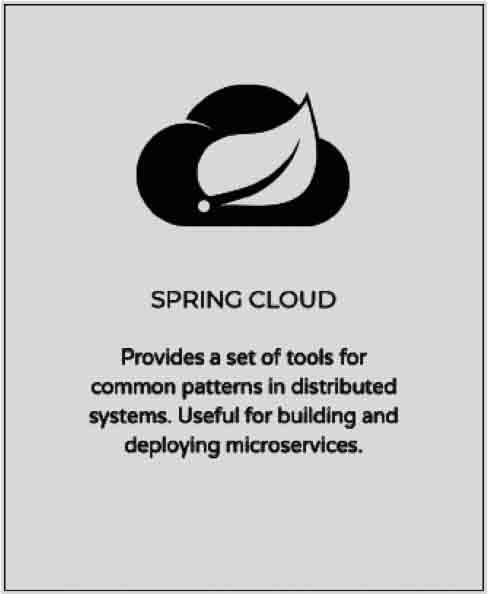 SPRING CLOUD
Provides a set of tools for
common patterns in distributed
systems. Useful for building and
deploying microservices.